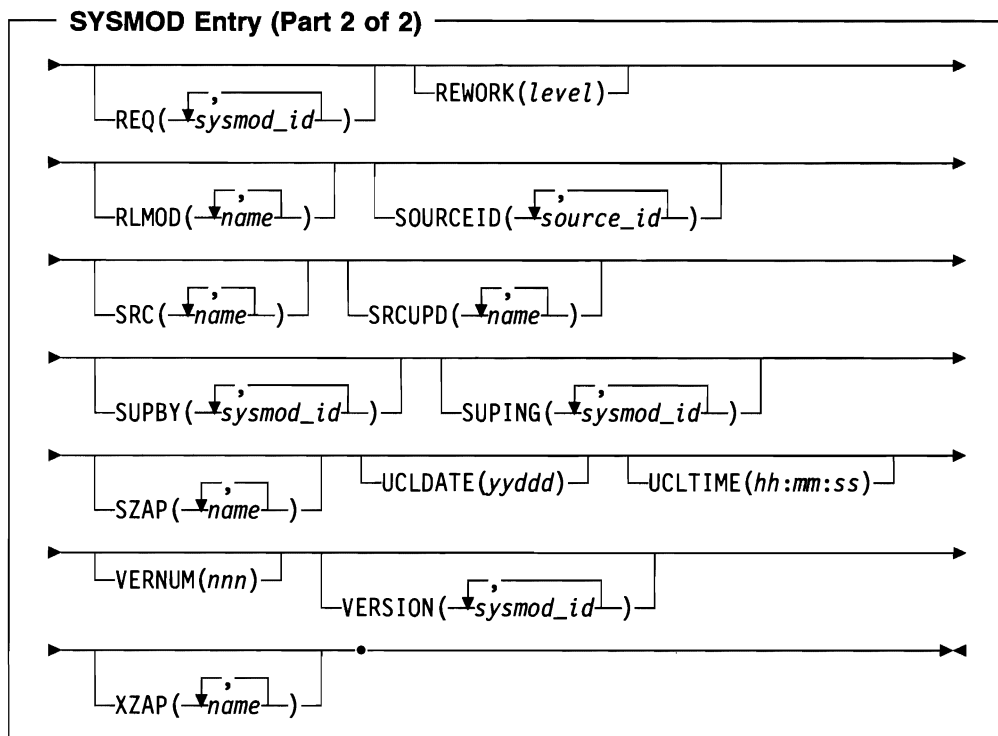 SYSMOD Entry (Part 2 of 2)
REQ(sysmod_id) REWORK(level)
,
RLMOD(name) SOURCEID(source_id)
, ,
SRC(name) SRCUPD(name)
, ,
SUPBY(sysmod_id) SUPING(sysmod_id)
, ,
SZAP(name) UCLDATE(yyddd) UCLTIME(hh:mm:ss)
,
VERNUM(nnn) VERSION(sysmod_id)
,
XZAP(name)
,